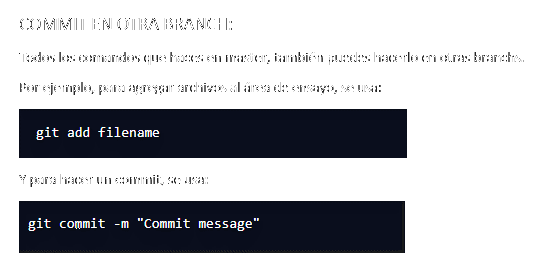 COMMIT EN OTRA BRANCH:
Todos los comandos que haces en master, también puedes hacerlo en otras branchs.
Por ejemplo, para agregar archivos al área de ensayo, se usa:
git add filename
Y para hacer un commit, se usa:
git commit -m "Commit message"